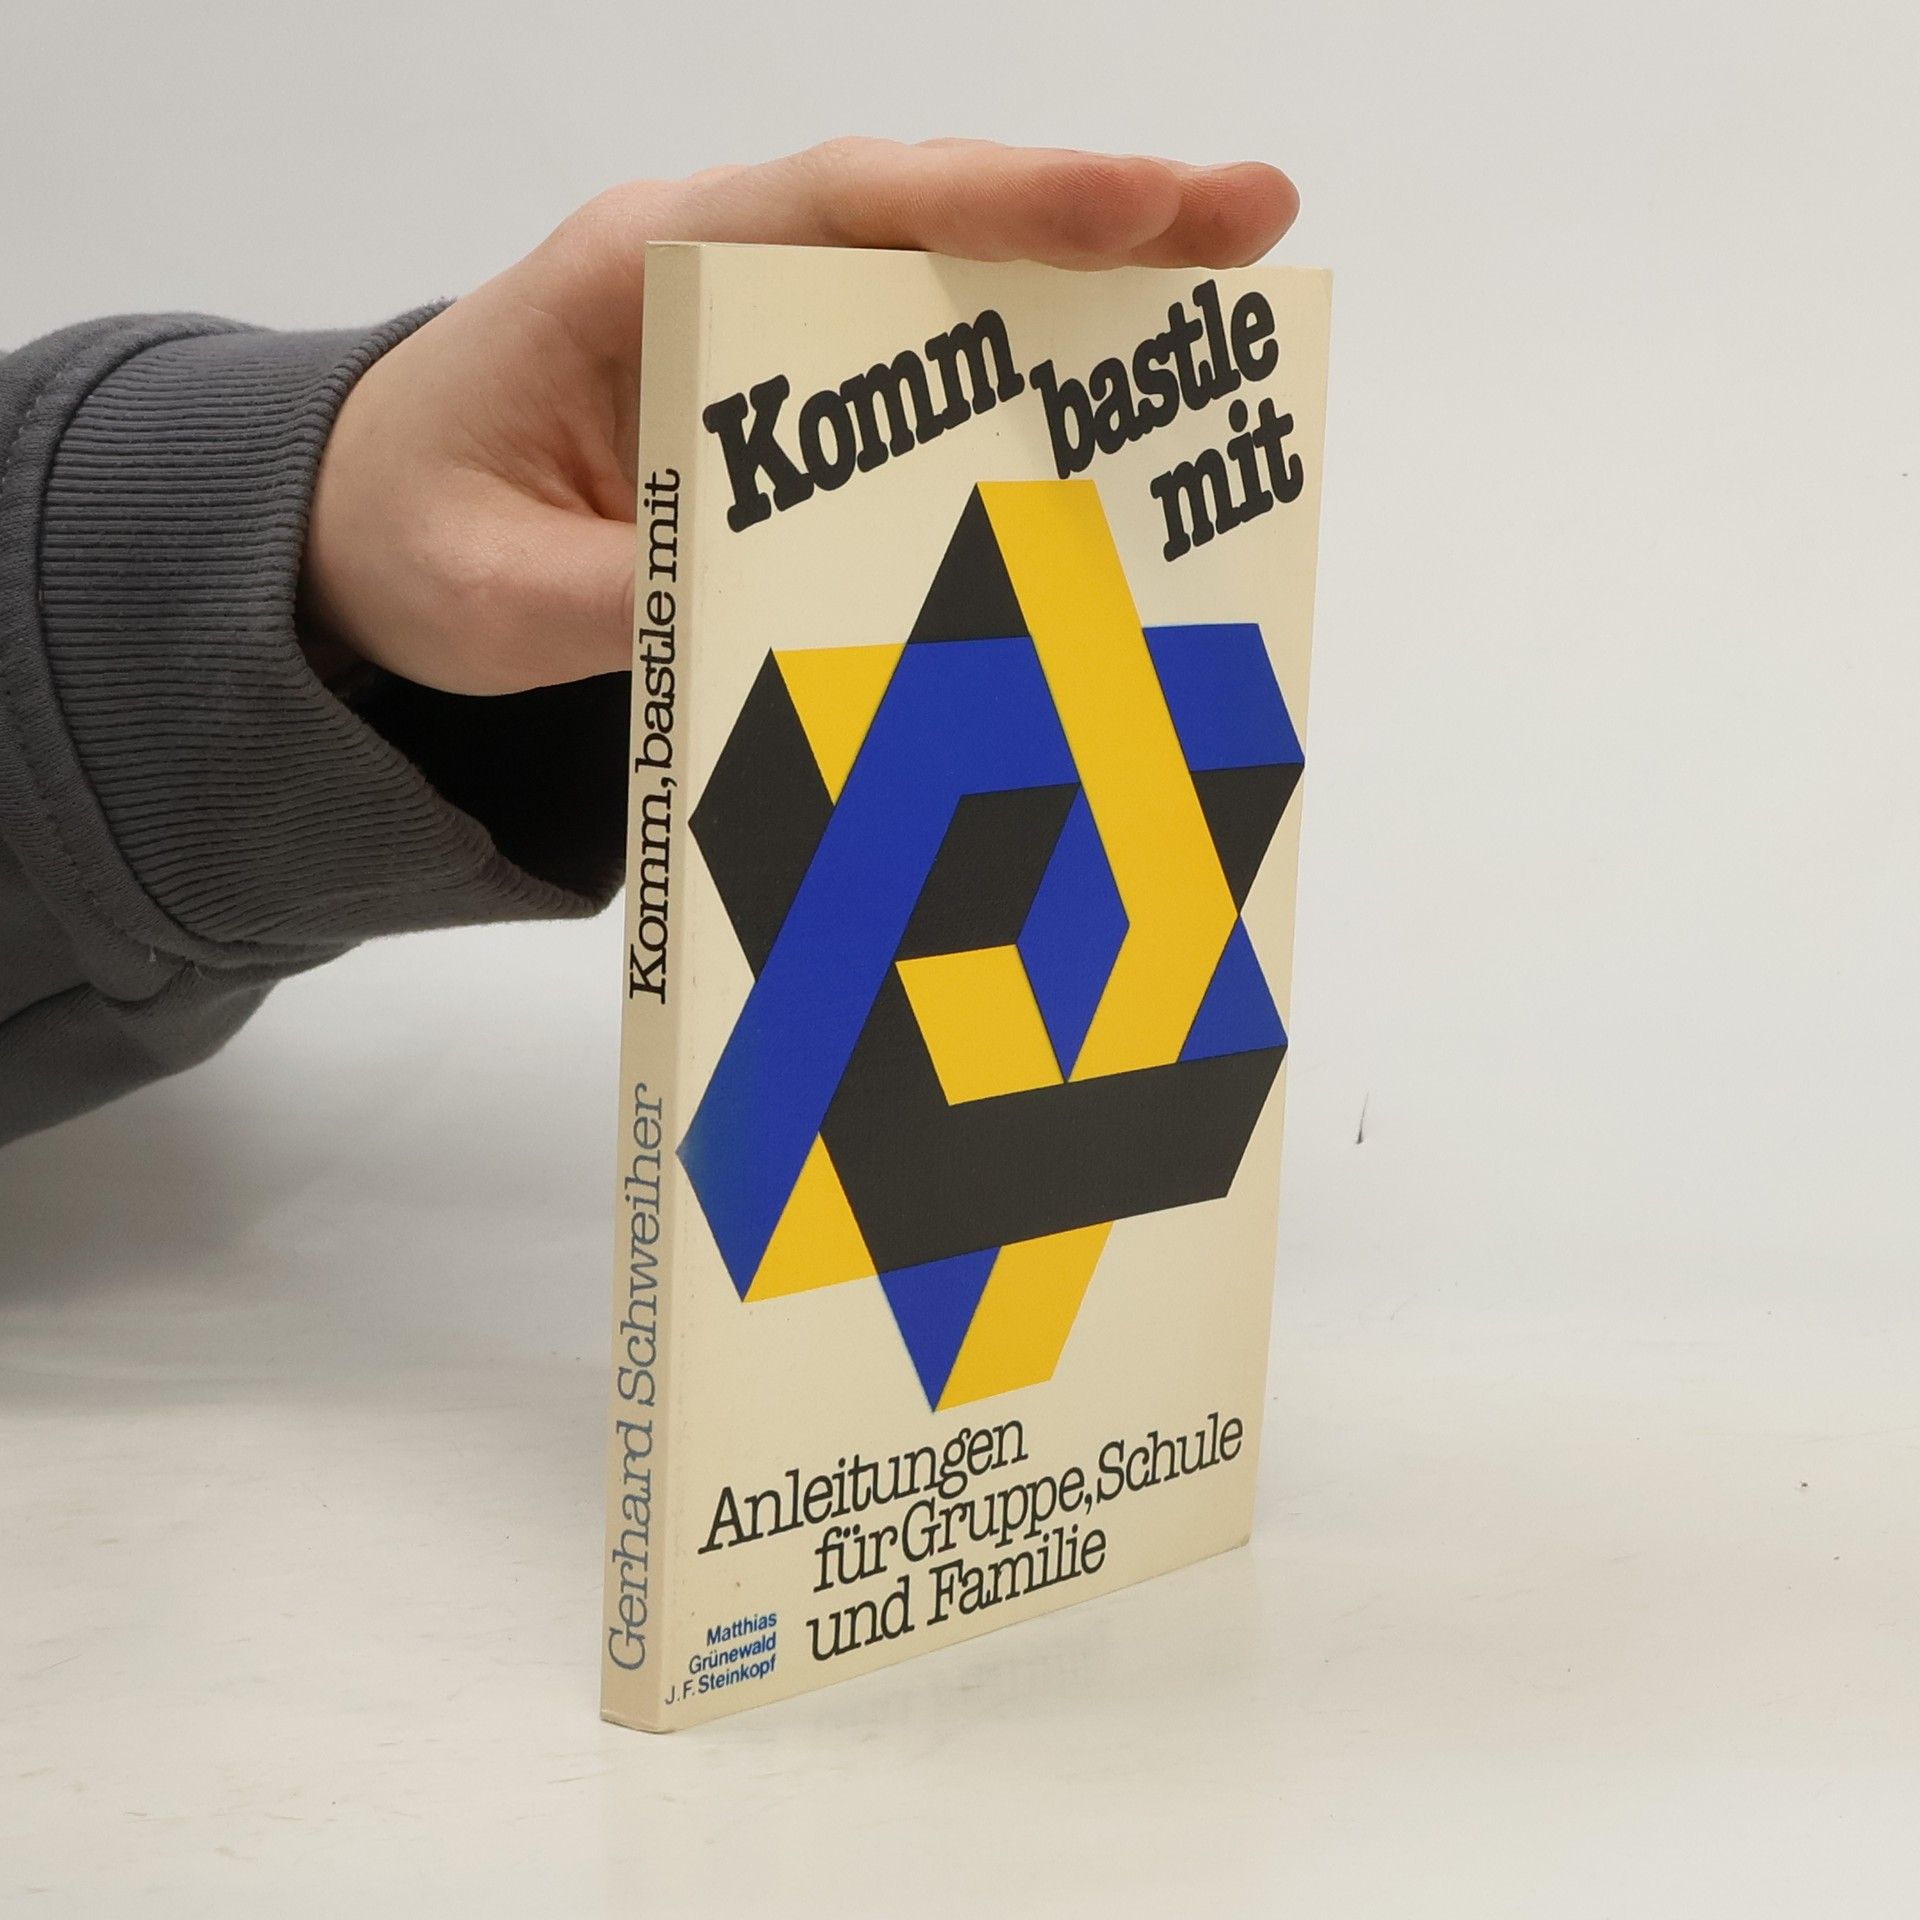 Komm
bastle
mit
Anleitungen
für Gruppe, Schule
und Familie
Matthias
Grünewald
J. F. Steinkopf
Gerhard Schweiher Komm, bastle mit